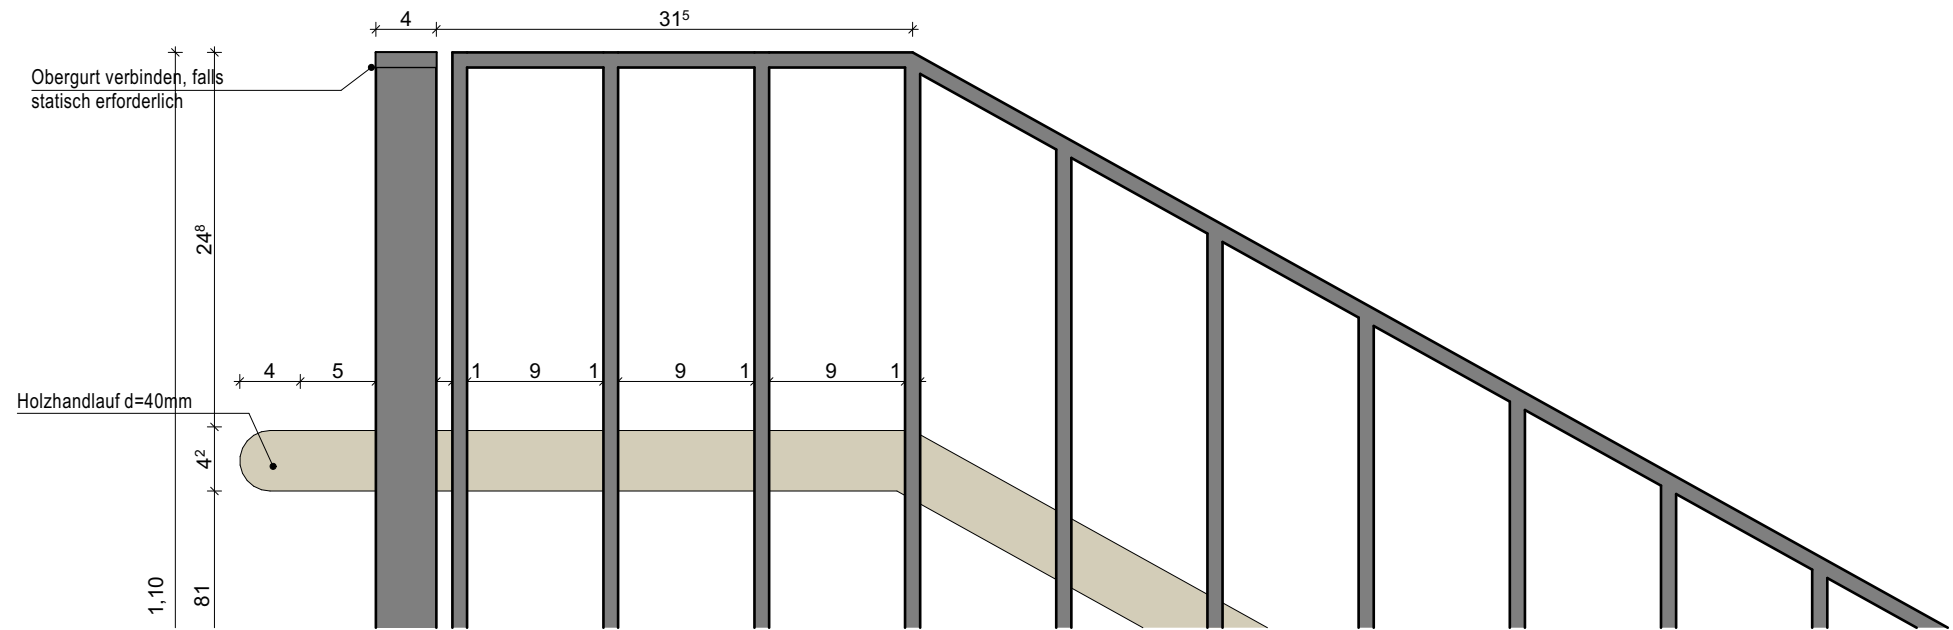 4 31⁵
Obergurt verbinden, falls
statisch erforderlich
24⁸
4 5 1 9 1 9 1 9 1
Holzhandlauf d=40mm
4²
1,10 81